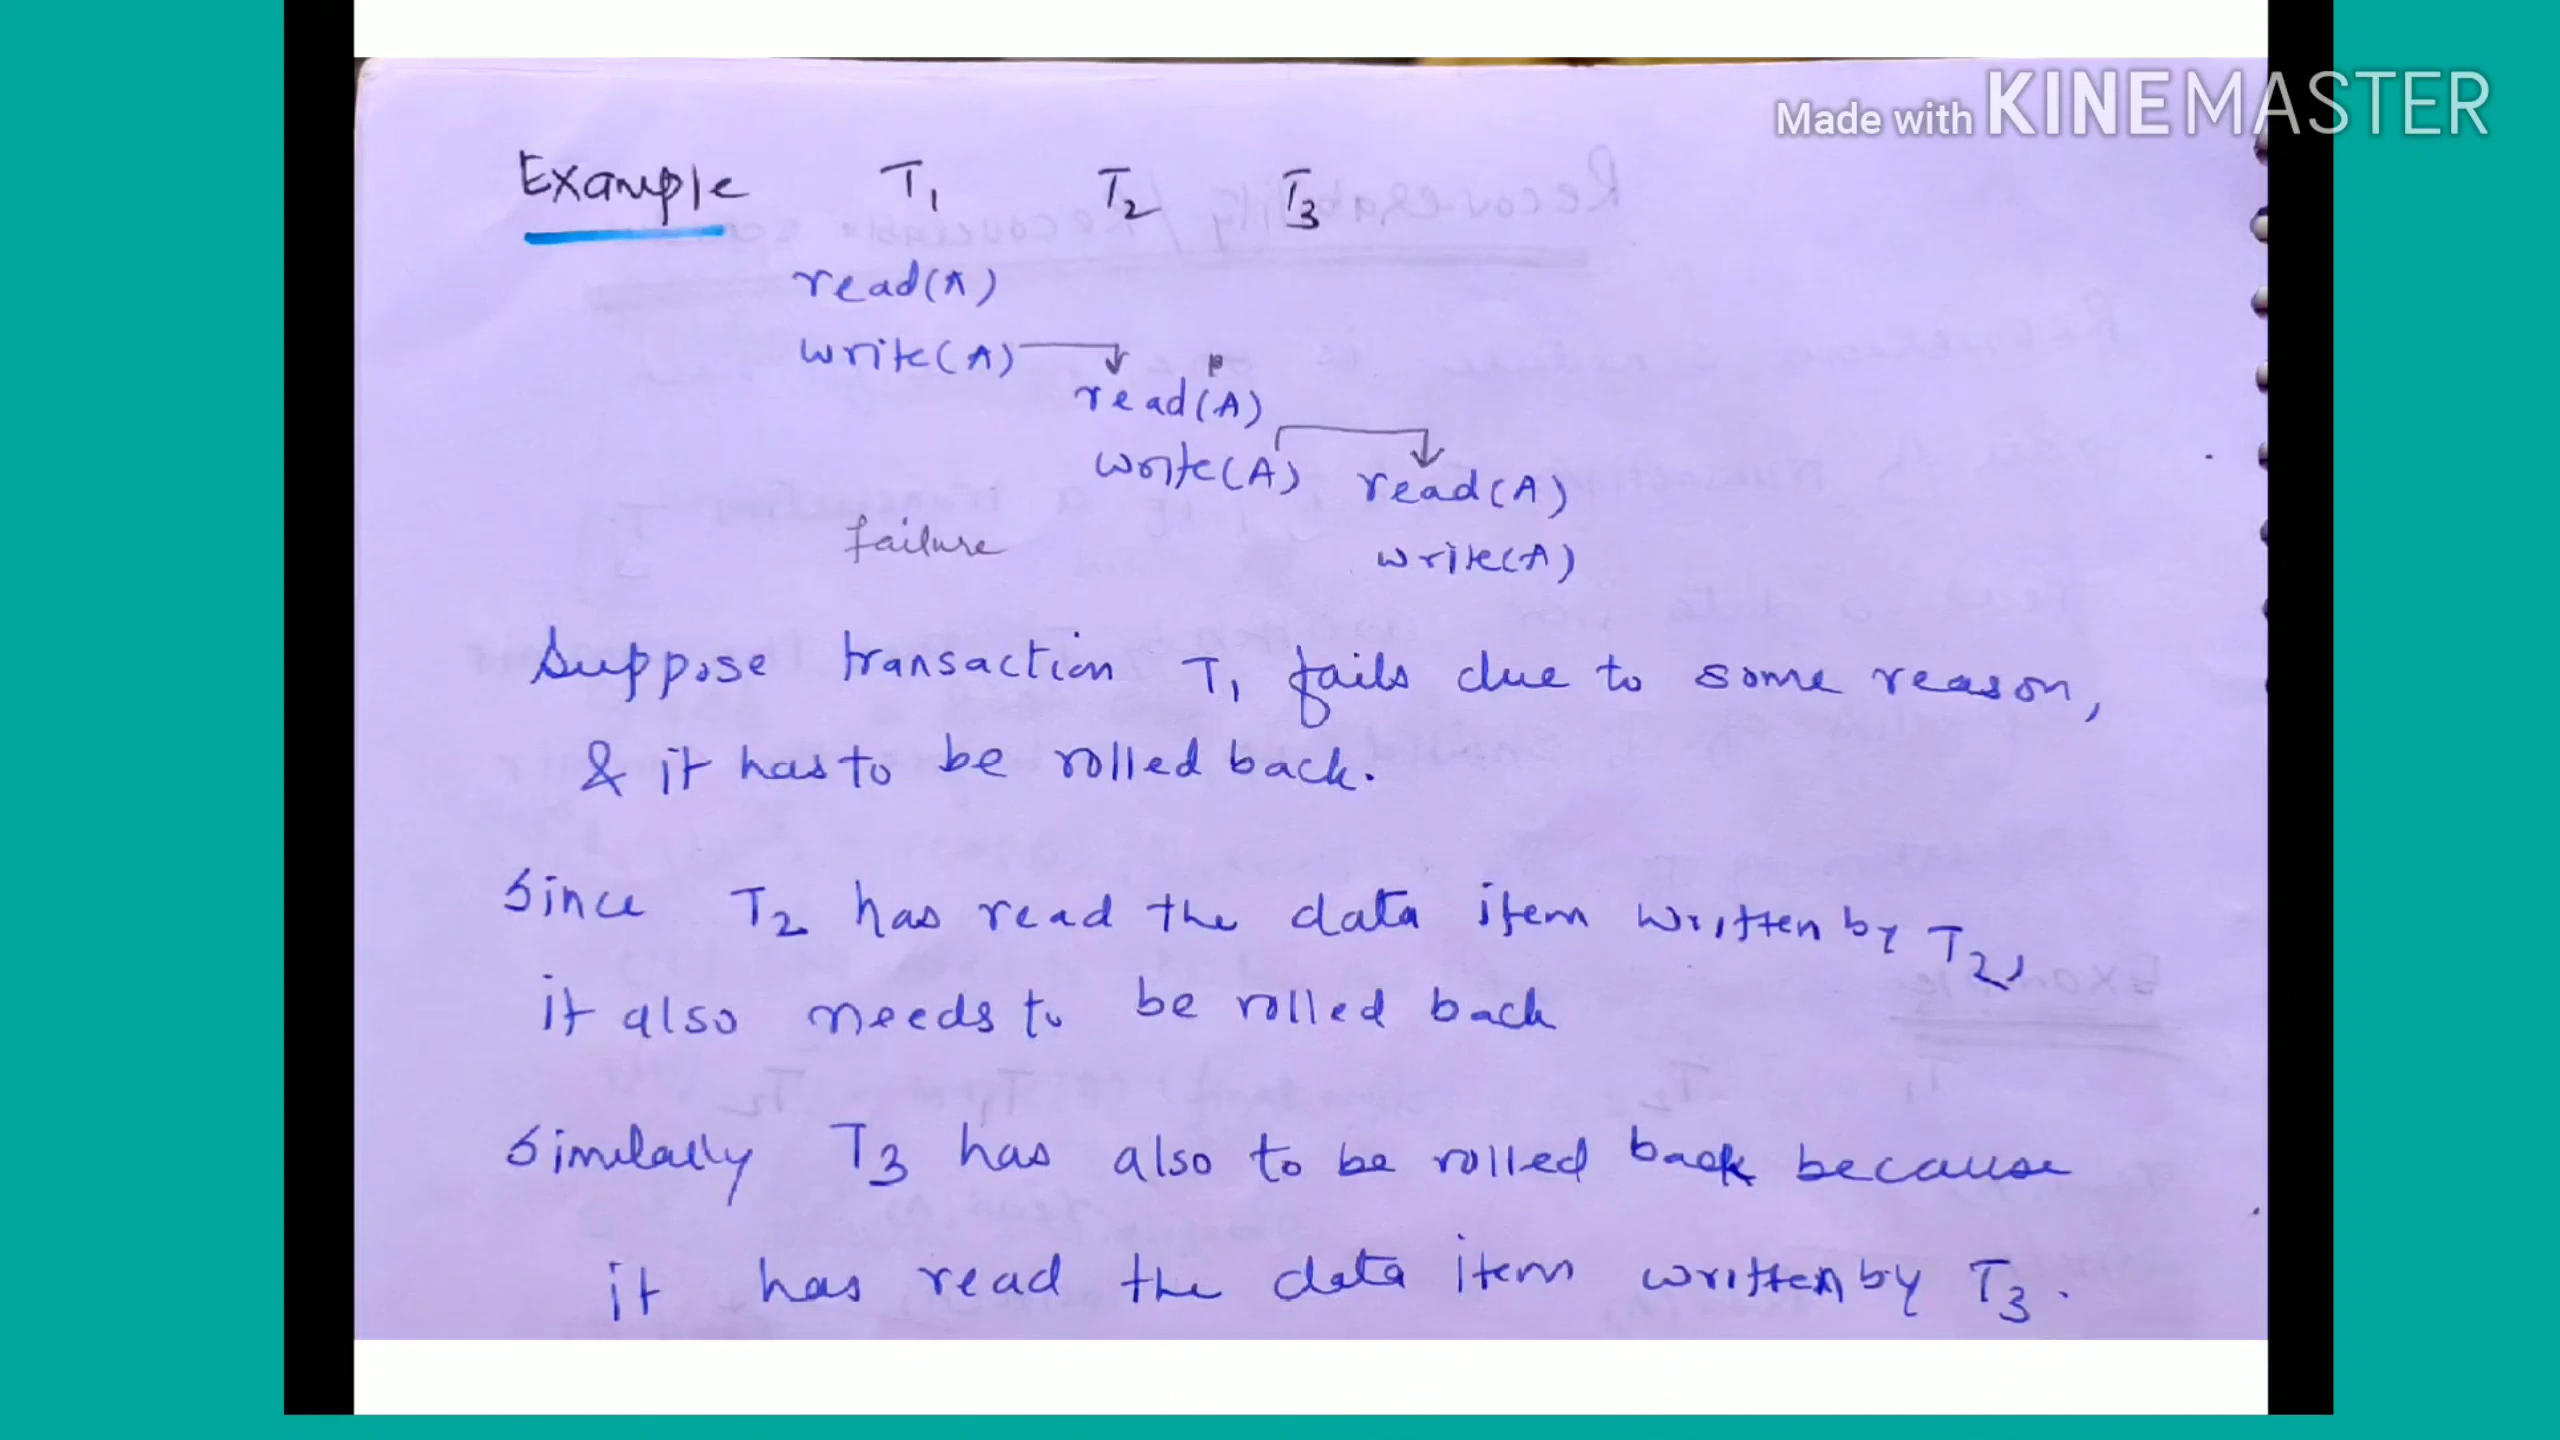 Made with KINEMASTER
Example T1 T2 T3
read(A)
write(A)
read(A)
write(A) read(A)
failure
write(A)
Suppose transaction T1 fails due to some reason,
& it has to be rolled back.
Since T2 has read the data item written by T2,
it also needs to be rolled back
Similarly T3 has also to be rolled back because
it has read the data item written by T3.